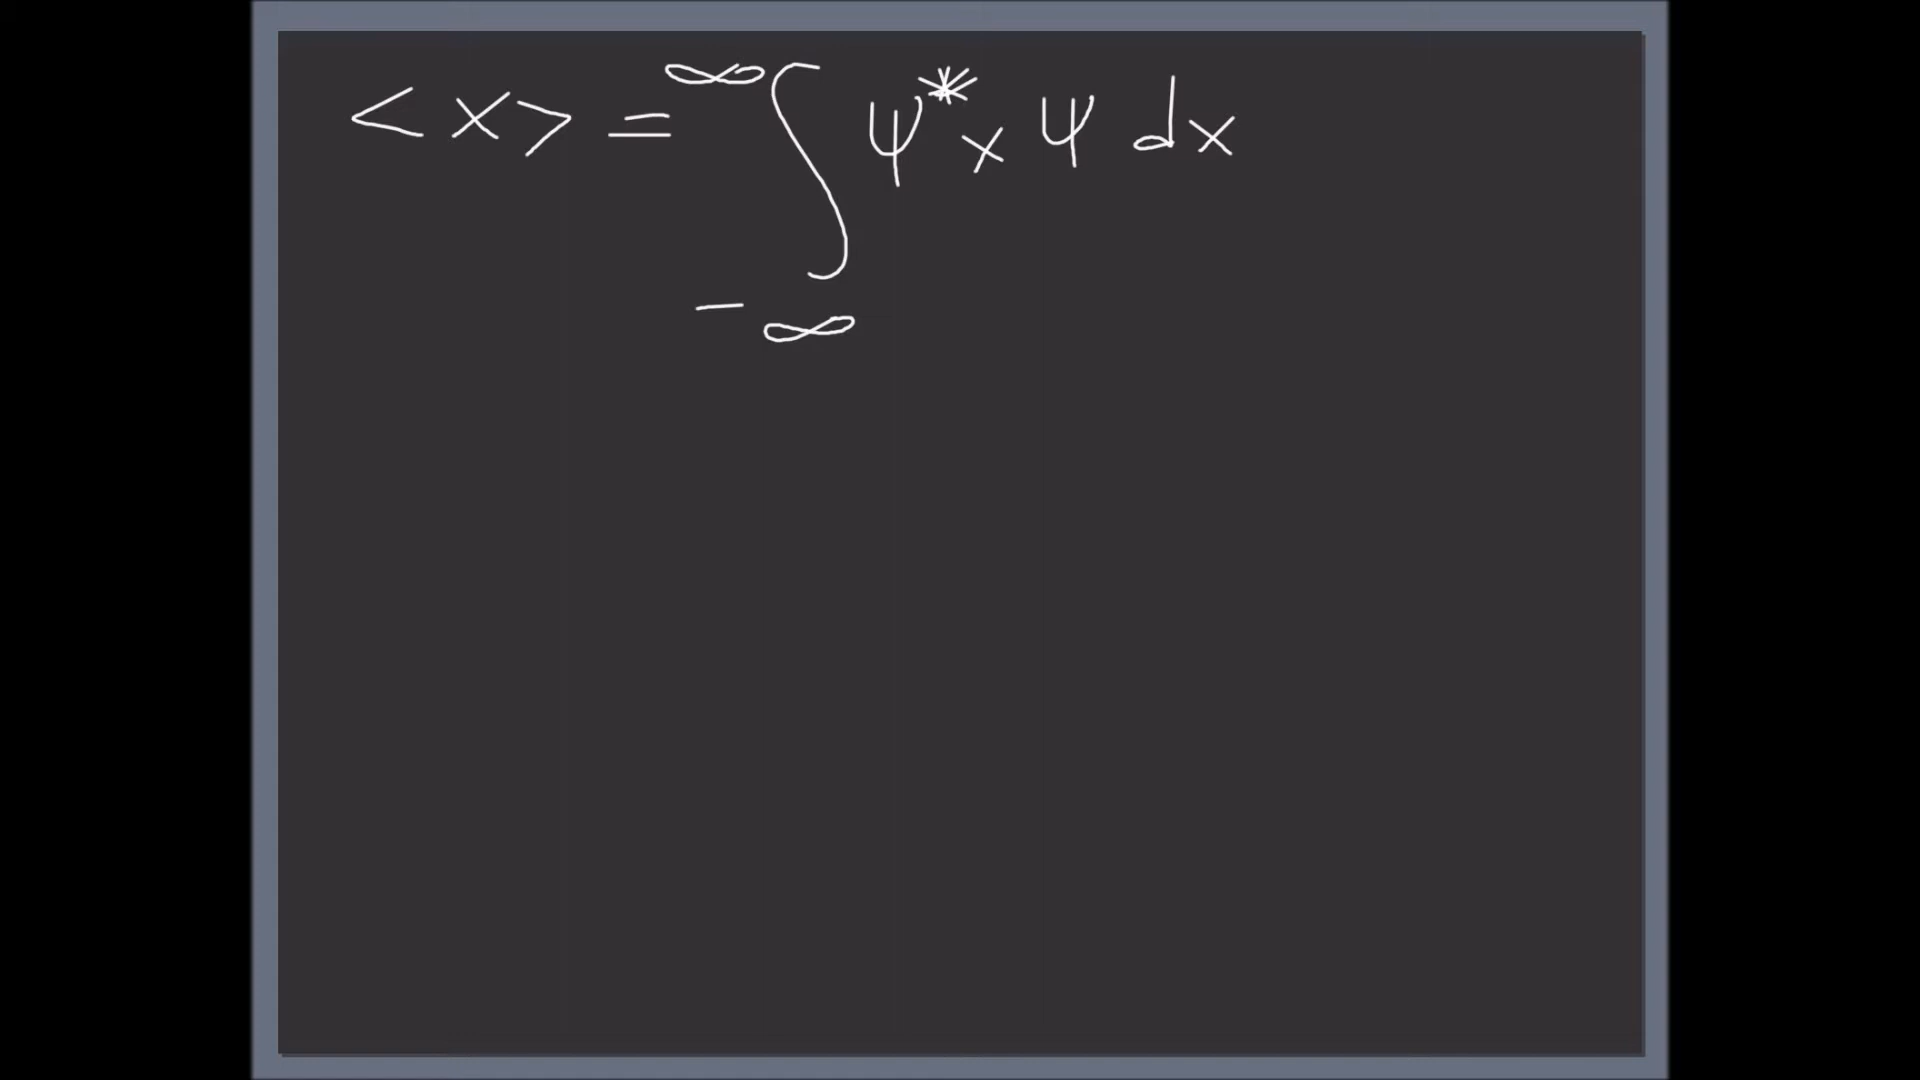 <x> = ∞∫-∞ ψ* x ψ dx